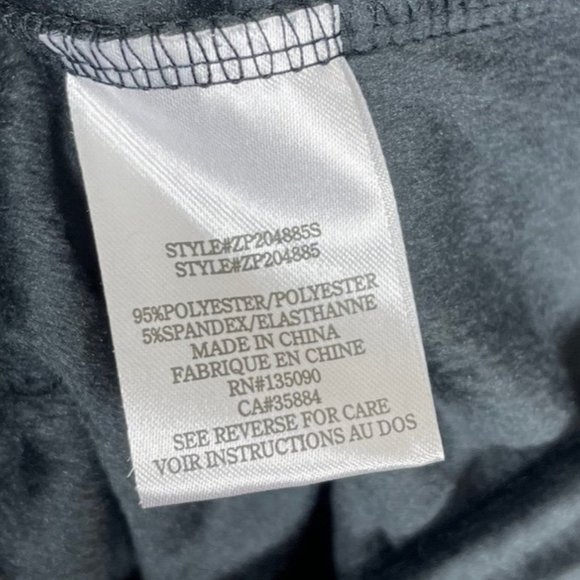 STYLE#ZP204885S
STYLE#ZP204885
95%POLYESTER/POLYESTER
5%SPANDEX/ELASTHANNE
MADE IN CHINA
FABRIQUE EN CHINE
RN#135090
CA#35884
SEE REVERSE FOR CARE
VOIR INSTRUCTIONS AU DOS